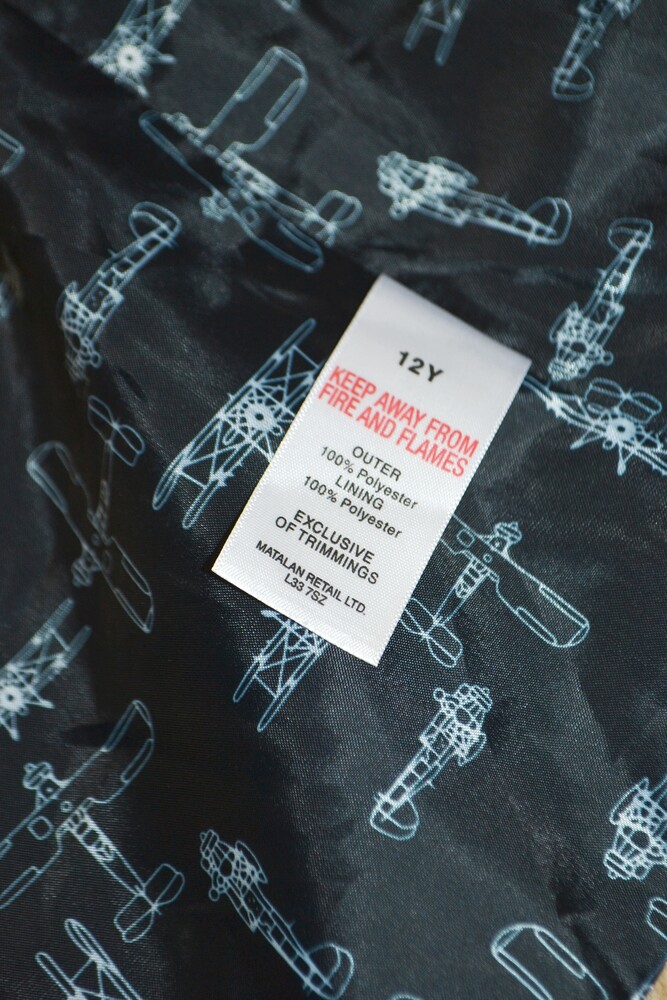 12Y
KEEP AWAY FROM
FIRE AND FLAMES
OUTER
100% Polyester
LINING
100% Polyester
EXCLUSIVE
OF TRIMMINGS
MATALAN RETAIL LTD.
L33 7SZ